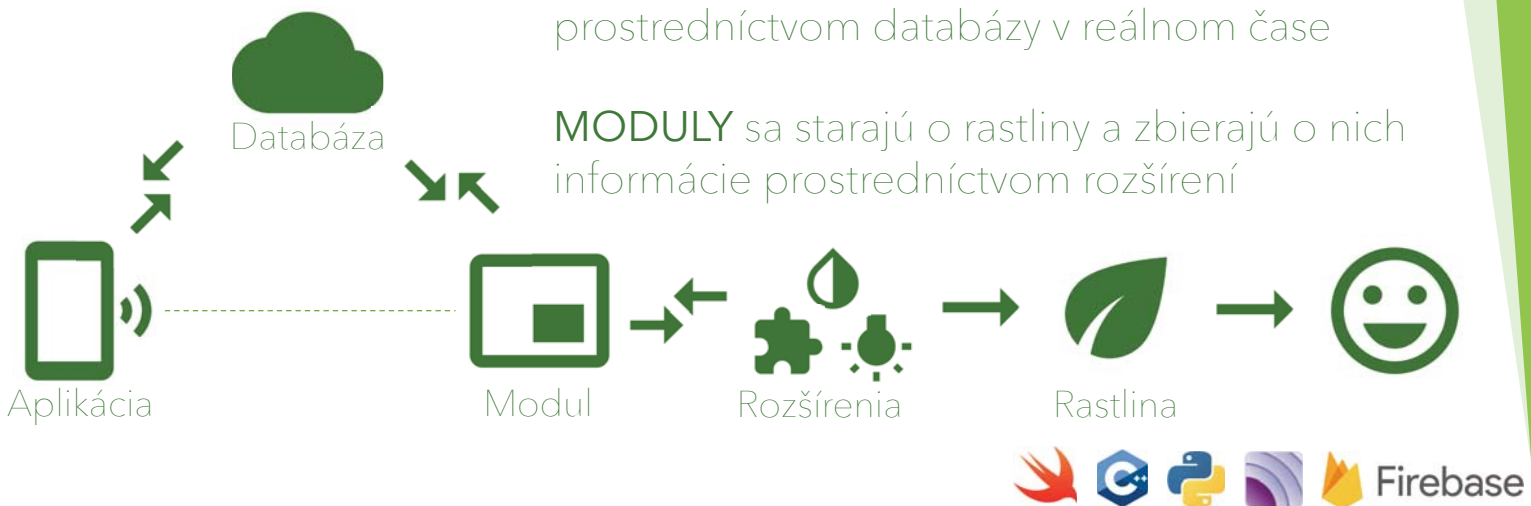 prostredníctvom databázy v reálnom čase
MODULY sa starajú o rastliny a zbierajú o nich
informácie prostredníctvom rozšírení
Databáza
Aplikácia
Modul
Rozšírenia
Rastlina
C++
Firebase